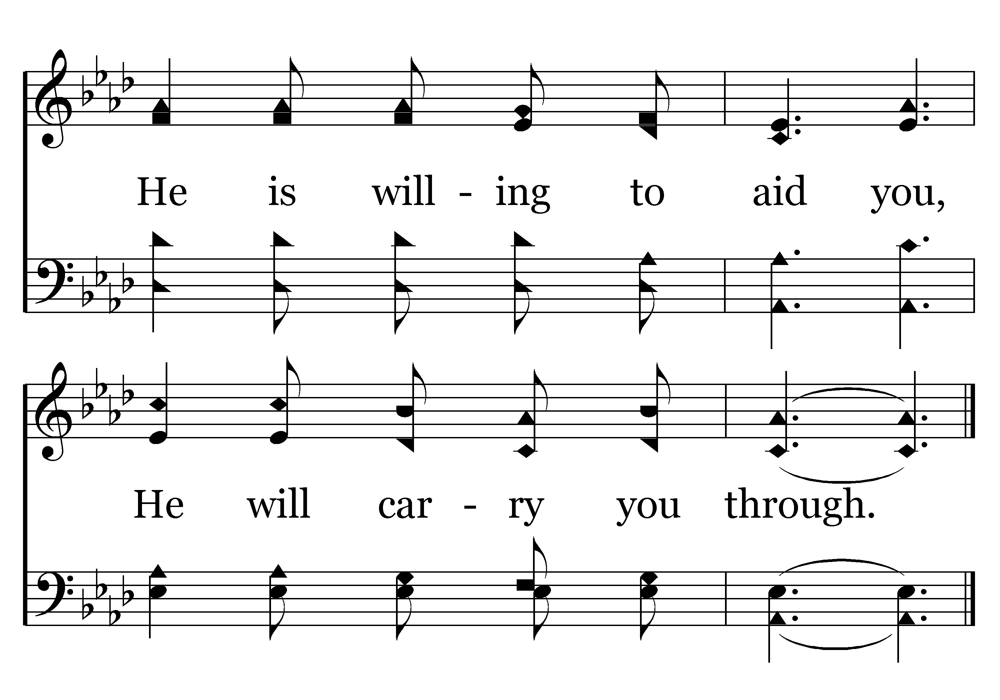 He is will - ing to aid you,
He will car - ry you through.